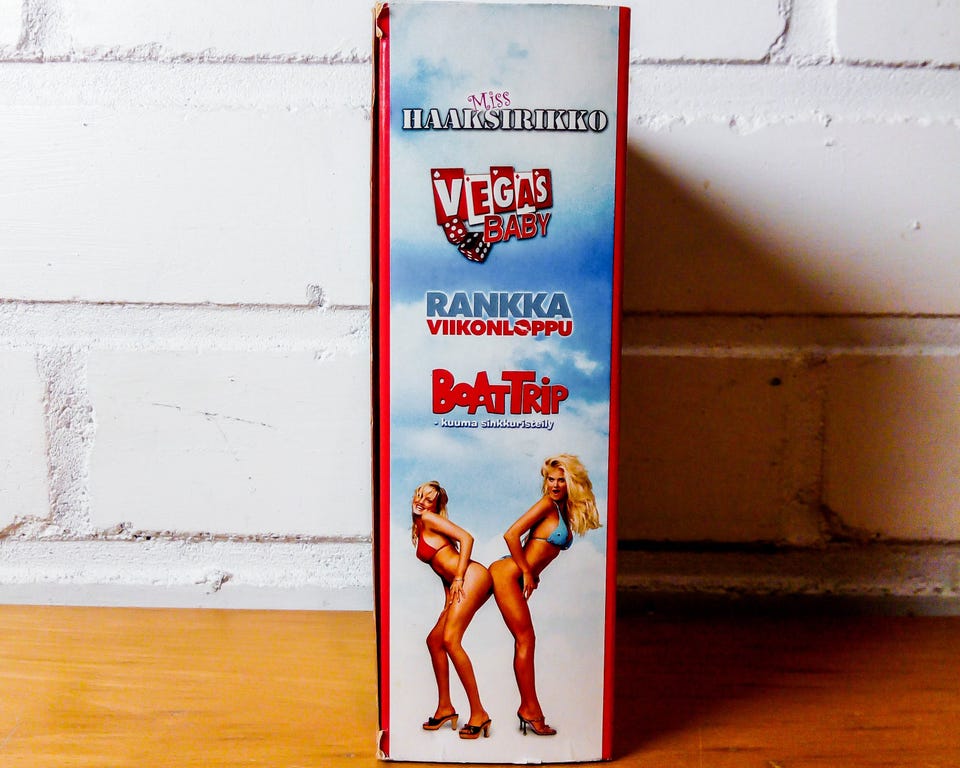 Miss
HAAKSIRIKKO
VEGAS
BABY
RANKKA
VIIKONLOPPU
BOATTRIP
- kuuma sinkkuristeily